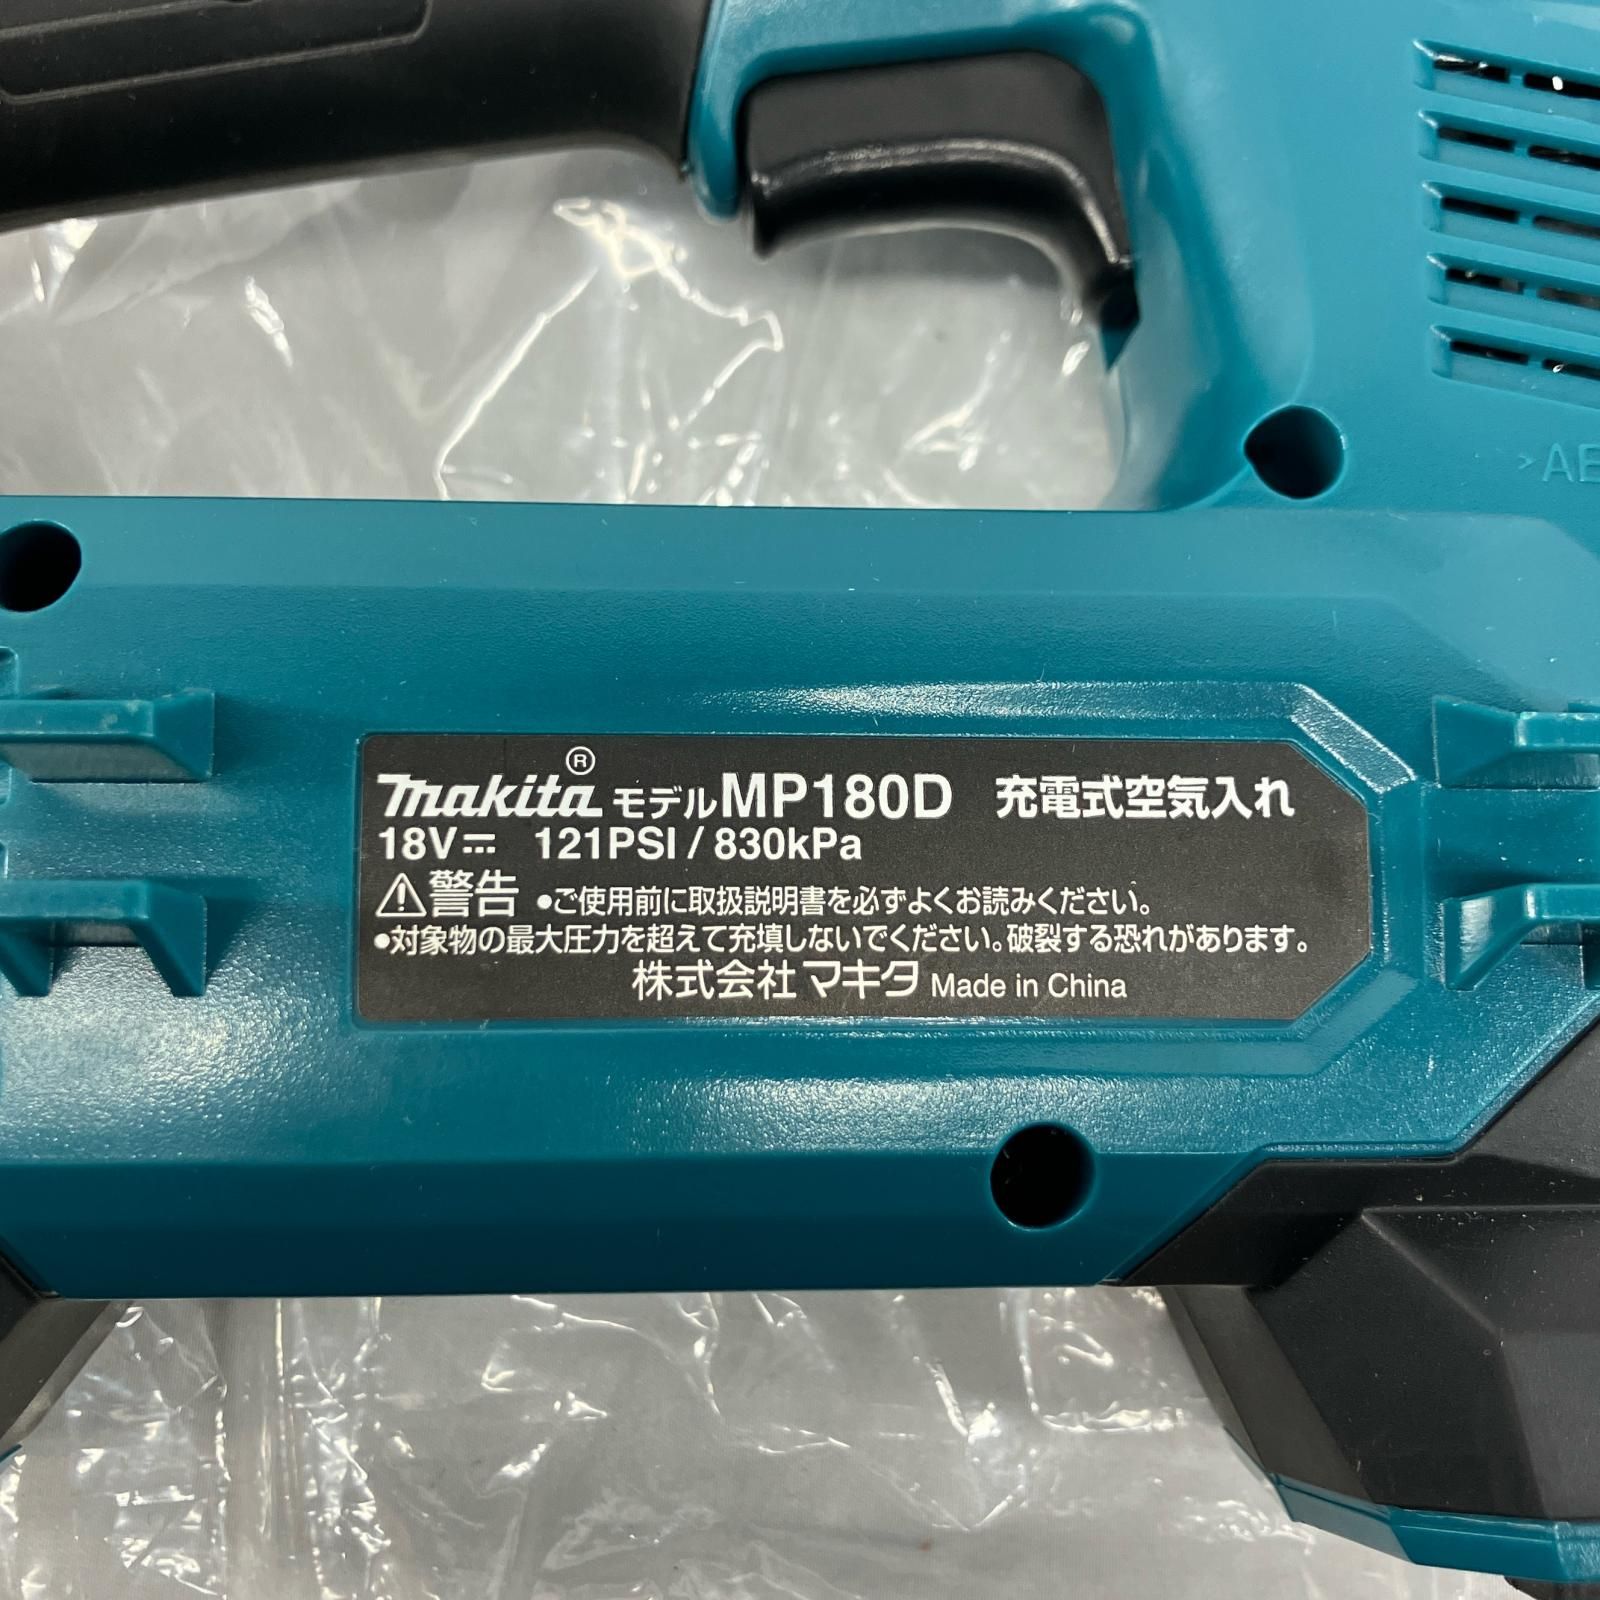 makita® モデルMP180D 充電式空気入れ
18V⎓ 121PSI / 830kPa
⚠警告 ●ご使用前に取扱説明書を必ずよくお読みください。
●対象物の最大圧力を超えて充填しないでください。破裂する恐れがあります。
株式会社マキタ Made in China
>AB